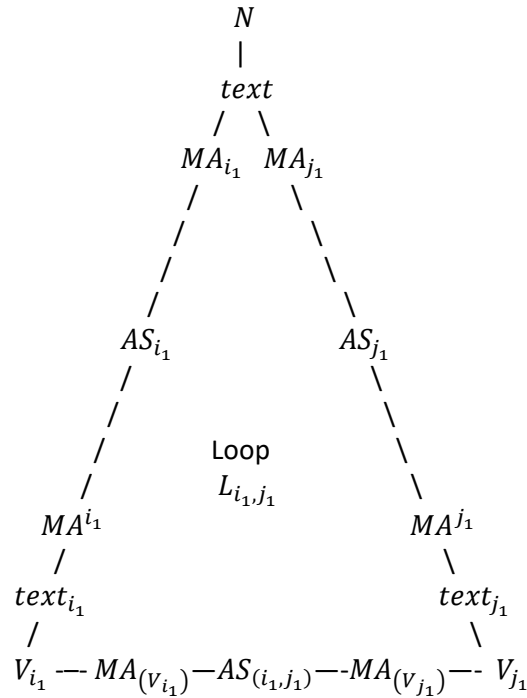 N
text
MA_{i_1} MA_{j_1}
AS_{i_1} AS_{j_1}
Loop
L_{i_1,j_1}
MA^{i_1} MA^{j_1}
text_{i_1} text_{j_1}
V_{i_1} –-- MA_{(V_{i_1})} – AS_{(i_1,j_1)} –-- MA_{(V_{j_1})} –-- V_{j_1}